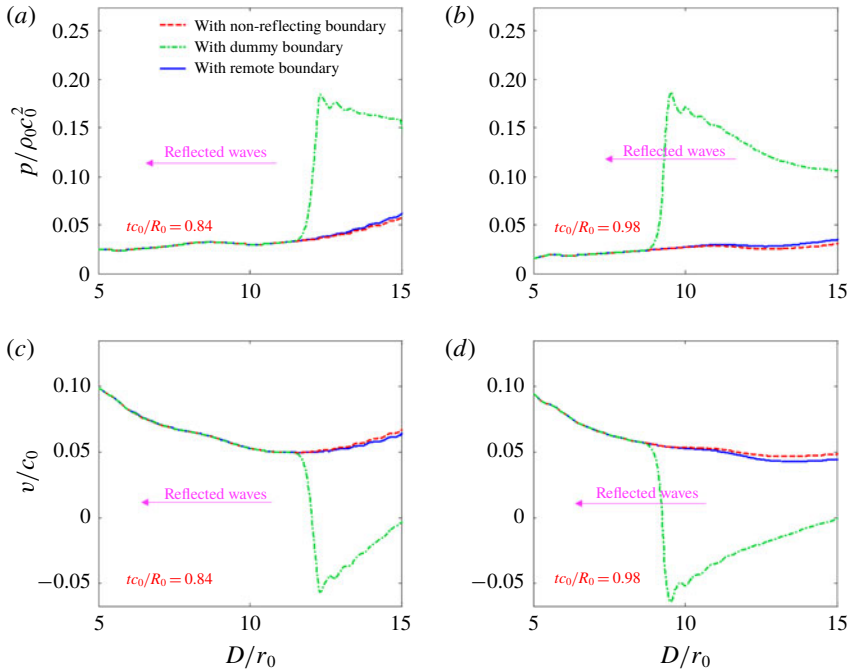 (a)
(b)
With non-reflecting boundary
With dummy boundary
With remote boundary
0.25
0.20
0.15
0.10
0.05
0
p/ρ₀c₀²
Reflected waves
tc₀/R₀ = 0.84
5
10
15
0.25
0.20
0.15
0.10
0.05
0
Reflected waves
tc₀/R₀ = 0.98
5
10
15
(c)
(d)
0.10
0.05
0
−0.05
v/c₀
Reflected waves
tc₀/R₀ = 0.84
5
10
15
D/r₀
0.10
0.05
0
−0.05
Reflected waves
tc₀/R₀ = 0.98
5
10
15
D/r₀